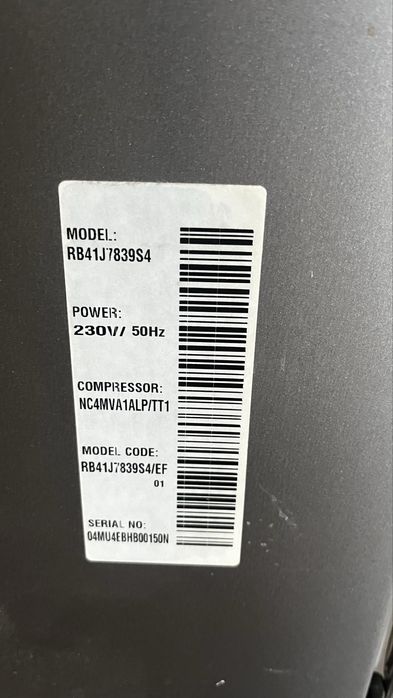 MODEL:
RB41J7839S4
POWER:
230V/ 50Hz
COMPRESSOR:
NC4MVA1ALP/TT1
MODEL CODE:
RB41J7839S4/EF
01
SERIAL NO:
04MU4EBHB00150N